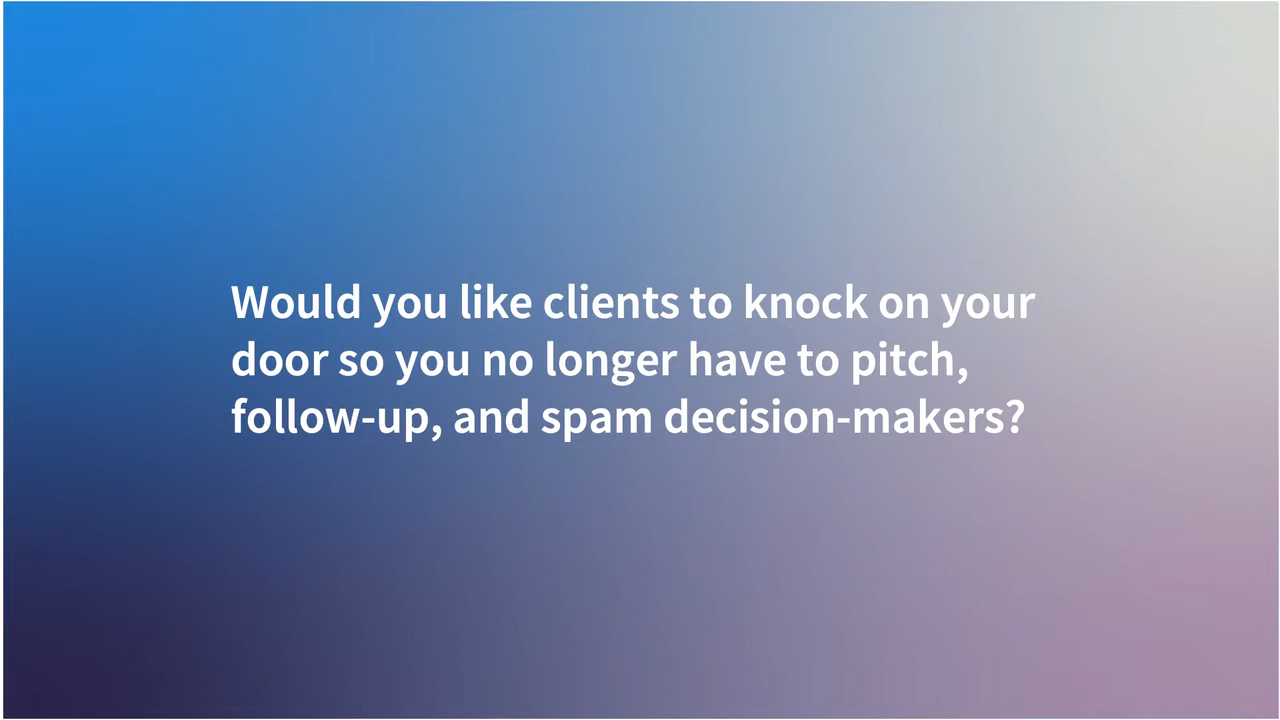 Would you like clients to knock on your
door so you no longer have to pitch,
follow-up, and spam decision-makers?